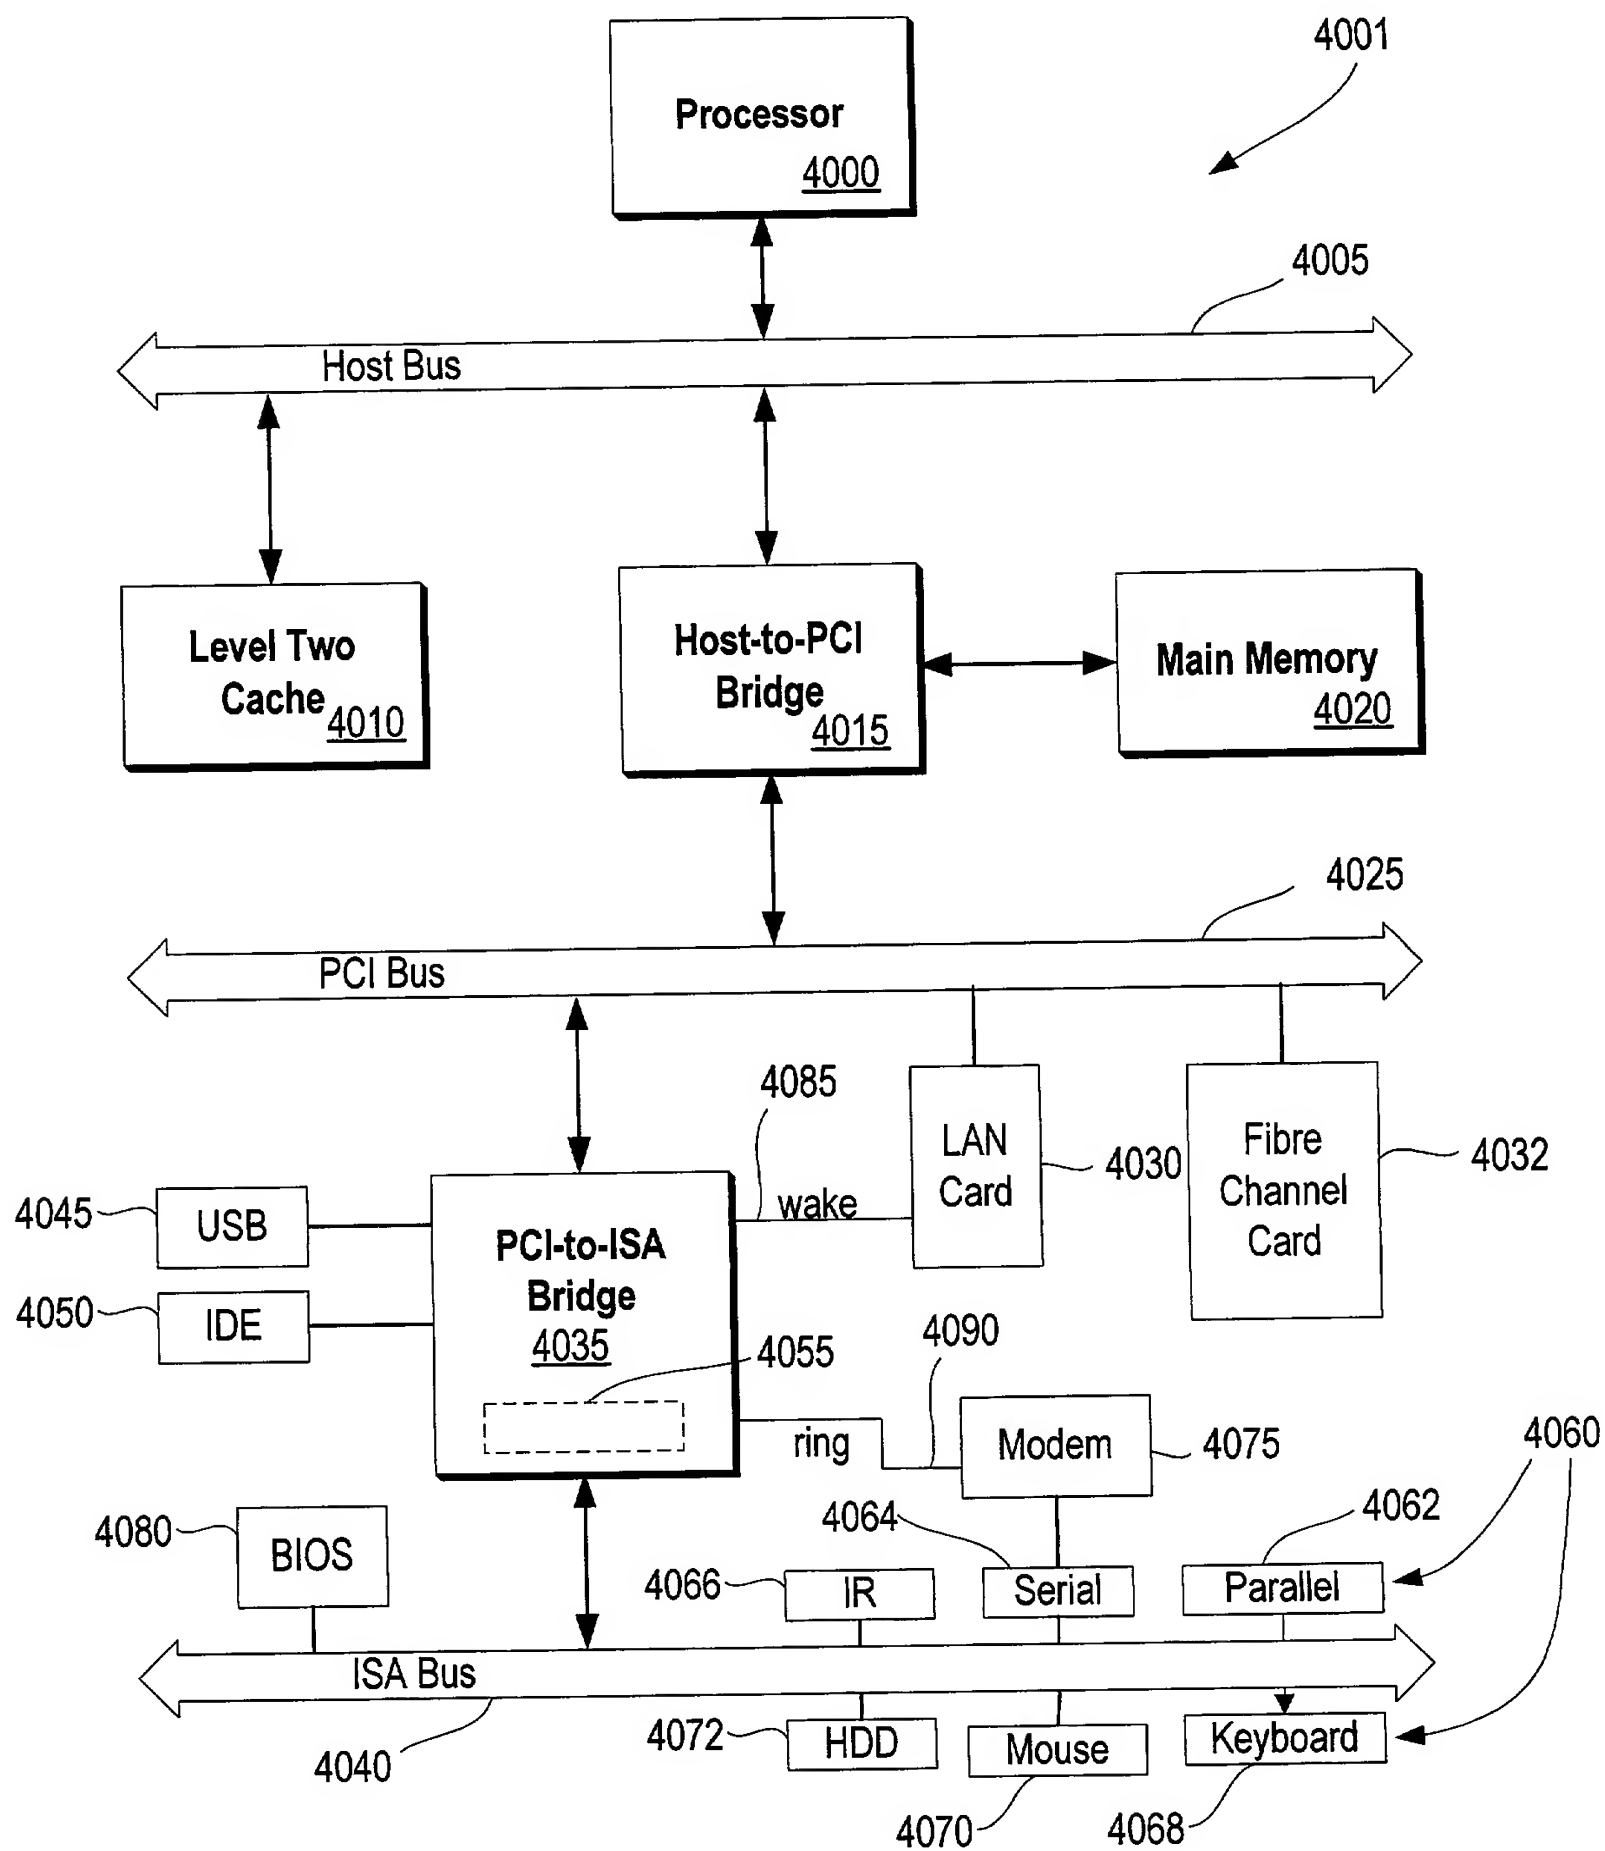 4001
Processor
4000
4005
Host Bus
Level Two
Cache
4010
Host-to-PCI
Bridge
4015
Main Memory
4020
4025
PCI Bus
4085
LAN
Card
4030
Fibre
Channel
Card
4032
wake
4045
USB
4050
IDE
PCI-to-ISA
Bridge
4035
4055
4090
ring
Modem
4075
4060
4080
BIOS
4064
4062
4066
IR
Serial
Parallel
ISA Bus
4040
4072
HDD
Mouse
Keyboard
4070
4068